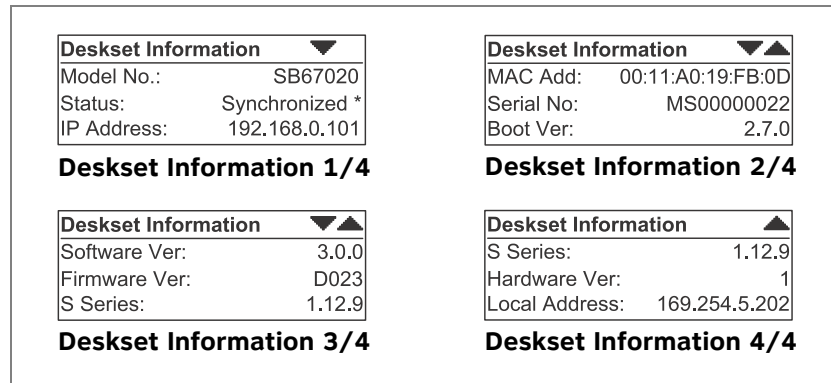 Deskset Information
Model No.: SB67020
Status: Synchronized *
IP Address: 192.168.0.101
Deskset Information 1/4
Deskset Information
MAC Add: 00:11:A0:19:FB:0D
Serial No: MS00000022
Boot Ver: 2.7.0
Deskset Information 2/4
Deskset Information
Software Ver: 3.0.0
Firmware Ver: D023
S Series: 1.12.9
Deskset Information 3/4
Deskset Information
S Series: 1.12.9
Hardware Ver: 1
Local Address: 169.254.5.202
Deskset Information 4/4